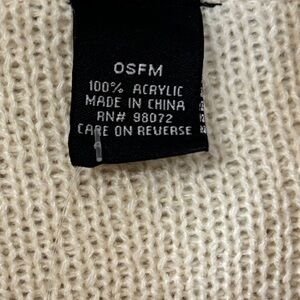 OSFM
100% ACRYLIC
MADE IN CHINA
RN# 98072
CARE ON REVERSE